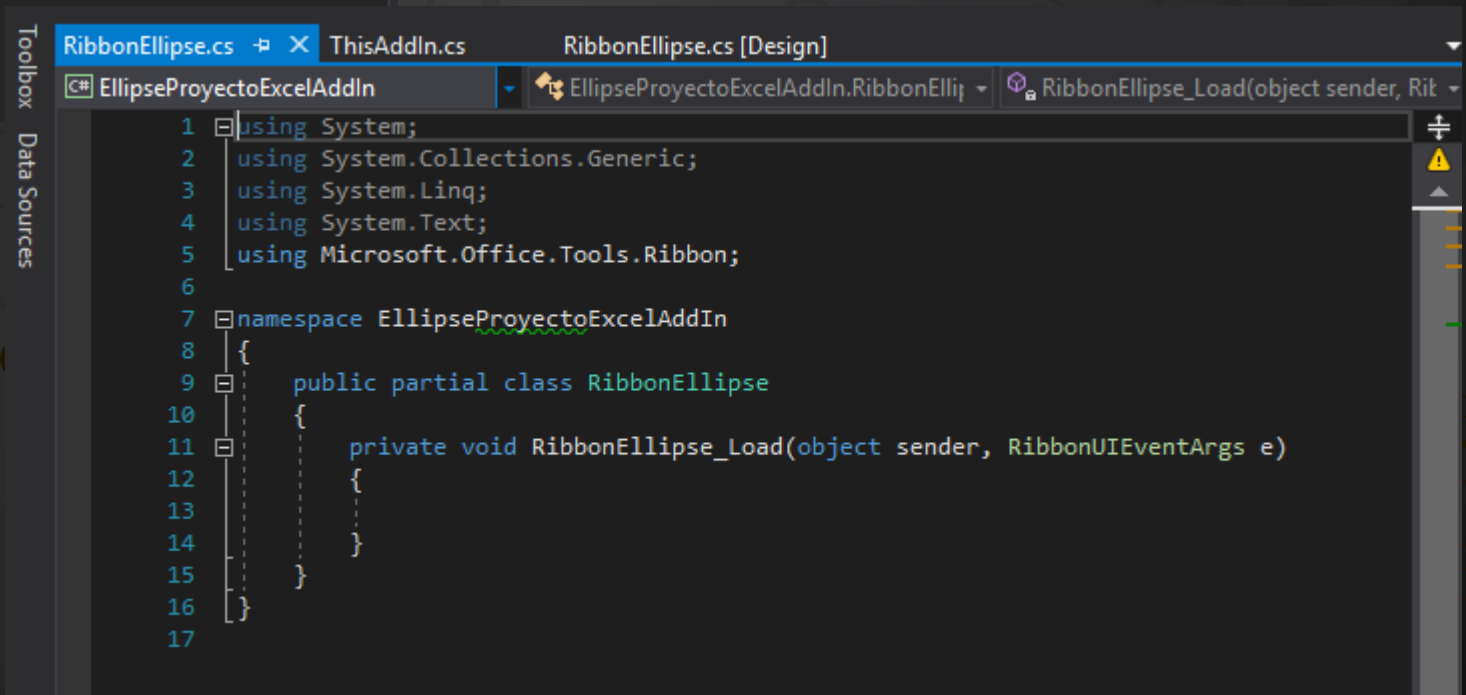 Toolbox
Data Sources
RibbonEllipse.cs ThisAddIn.cs RibbonEllipse.cs [Design]
C# EllipseProyectoExcelAddIn EllipseProyectoExcelAddIn.RibbonEllip RibbonEllipse_Load(object sender, Rib
1 using System;
2 using System.Collections.Generic;
3 using System.Linq;
4 using System.Text;
5 using Microsoft.Office.Tools.Ribbon;
6
7 namespace EllipseProyectoExcelAddIn
8 {
9 public partial class RibbonEllipse
10 {
11 private void RibbonEllipse_Load(object sender, RibbonUIEventArgs e)
12 {
13
14 }
15 }
16 }
17